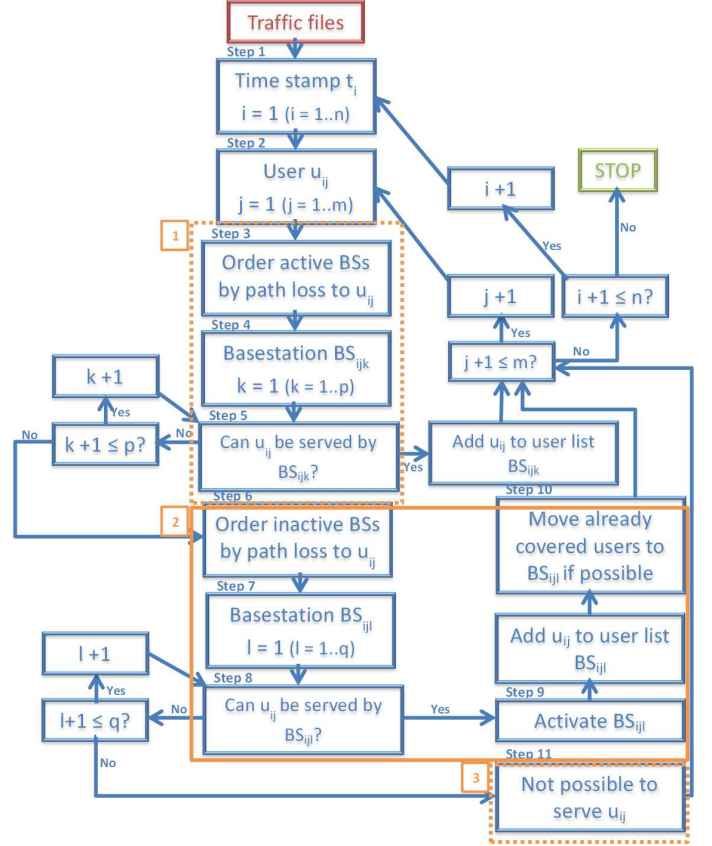 Traffic files
Step 1
Time stamp tᵢ
i = 1 (i = 1..n)
Step 2
User uᵢⱼ
j = 1 (j = 1..m)
i +1
STOP
Yes
No
1
Step 3
Order active BSs
by path loss to uᵢⱼ
j +1
i +1 ≤ n?
Step 4
Basestation BSᵢⱼₖ
k = 1 (k = 1..p)
Yes
j +1 ≤ m?
No
k +1
Yes
Step 5
Can uᵢⱼ be served by
BSᵢⱼₖ?
No
k +1 ≤ p?
No
Yes
Add uᵢⱼ to user list
BSᵢⱼₖ
2
Step 6
Order inactive BSs
by path loss to uᵢⱼ
Step 10
Move already
covered users to
BSᵢⱼₗ if possible
Step 7
Basestation BSᵢⱼₗ
l = 1 (l = 1..q)
Add uᵢⱼ to user list
BSᵢⱼₗ
l +1
Yes
Step 8
Can uᵢⱼ be served by
BSᵢⱼₗ?
No
l+1 ≤ q?
No
Yes
Step 9
Activate BSᵢⱼₗ
3
Step 11
Not possible to
serve uᵢⱼ